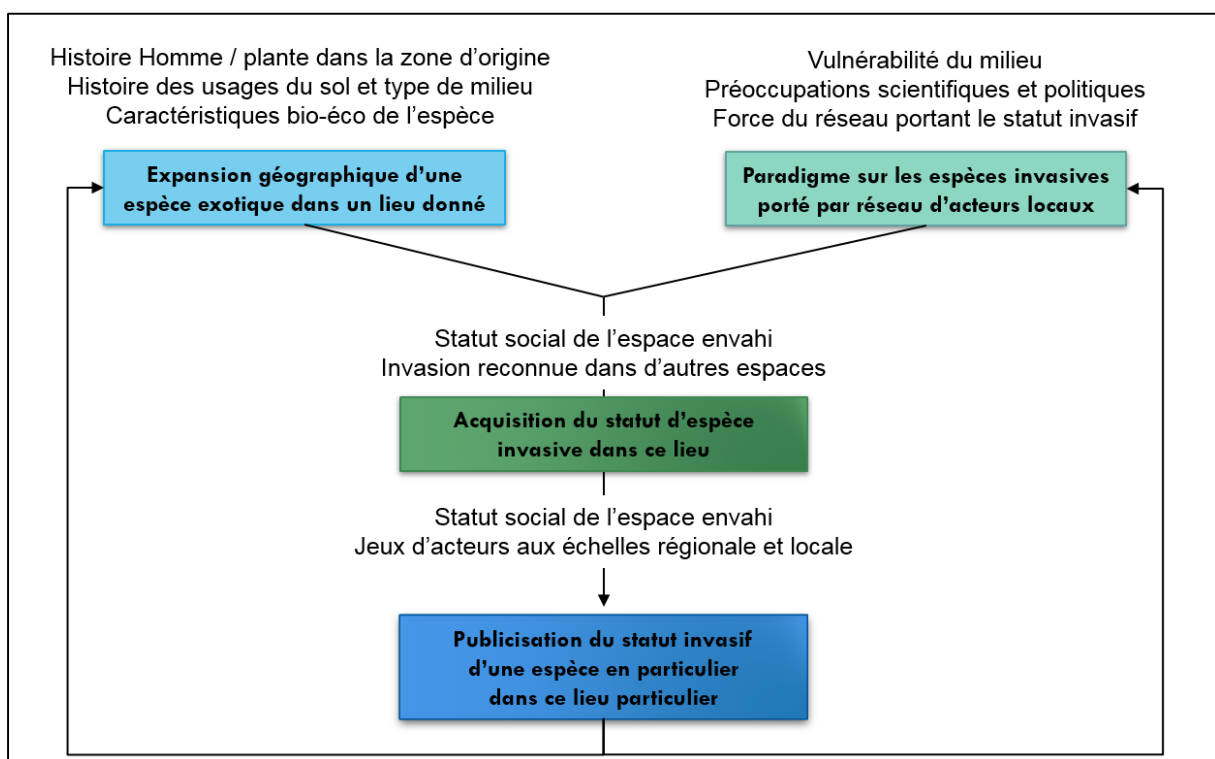 Histoire Homme / plante dans la zone d’origine
Histoire des usages du sol et type de milieu
Caractéristiques bio-éco de l’espèce
Expansion géographique d’une
espèce exotique dans un lieu donné
Vulnérabilité du milieu
Préoccupations scientifiques et politiques
Force du réseau portant le statut invasif
Paradigme sur les espèces invasives
porté par réseau d’acteurs locaux
Statut social de l’espace envahi
Invasion reconnue dans d’autres espaces
Acquisition du statut d’espèce
invasive dans ce lieu
Statut social de l’espace envahi
Jeux d’acteurs aux échelles régionale et locale
Publicisation du statut invasif
d’une espèce en particulier
dans ce lieu particulier